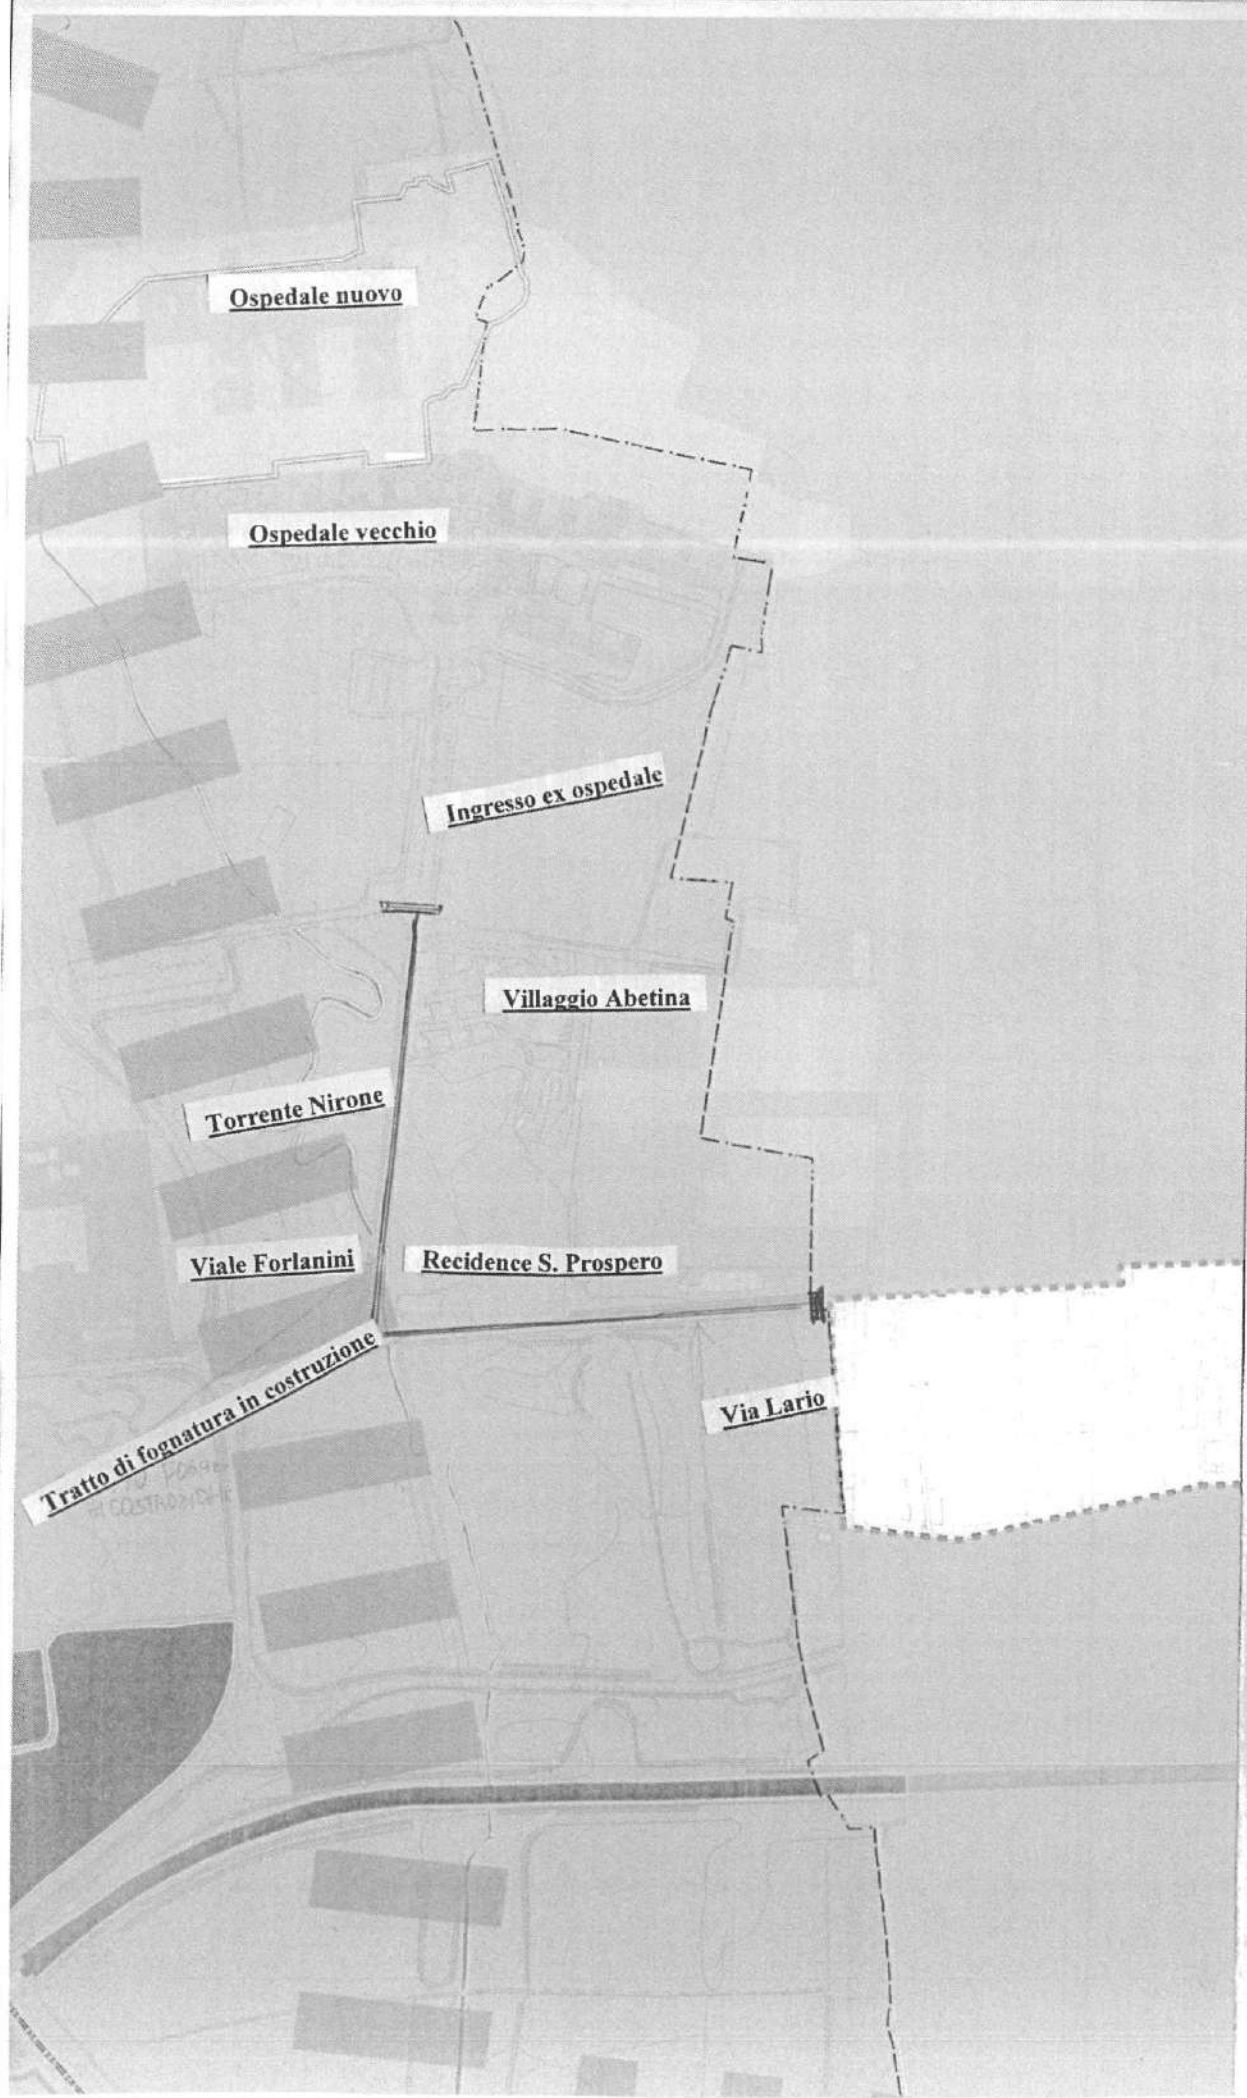 Ospedale nuovo
Ospedale vecchio
Ingresso ex ospedale
Villaggio Abetina
Torrente Nirone
Viale Forlanini
Recidence S. Prospero
Tratto di fognatura in costruzione
Via Lario